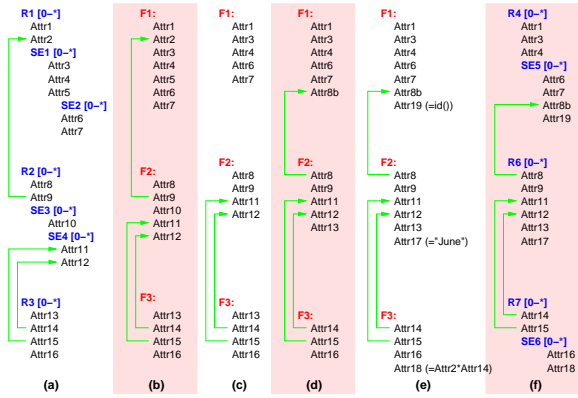 R1 [0–*]
Attr1
Attr2
SE1 [0–*]
Attr3
Attr4
Attr5
SE2 [0–*]
Attr6
Attr7
R2 [0–*]
Attr8
Attr9
SE3 [0–*]
Attr10
SE4 [0–*]
Attr11
Attr12
R3 [0–*]
Attr13
Attr14
Attr15
Attr16
(a)
F1:
Attr1
Attr2
Attr3
Attr4
Attr5
Attr6
Attr7
F2:
Attr8
Attr9
Attr10
Attr11
Attr12
F3:
Attr13
Attr14
Attr15
Attr16
(b)
F1:
Attr1
Attr3
Attr4
Attr6
Attr7
F2:
Attr8
Attr9
Attr11
Attr12
F3:
Attr13
Attr14
Attr15
Attr16
(c)
F1:
Attr1
Attr3
Attr4
Attr6
Attr7
Attr8b
F2:
Attr8
Attr9
Attr11
Attr12
Attr13
F3:
Attr14
Attr15
Attr16
(d)
F1:
Attr1
Attr3
Attr4
Attr6
Attr7
Attr8b
Attr19 (=id())
F2:
Attr8
Attr9
Attr11
Attr12
Attr13
Attr17 (="June")
F3:
Attr14
Attr15
Attr16
Attr18 (=Attr2*Attr14)
(e)
R4 [0–*]
Attr1
Attr3
Attr4
SE5 [0–*]
Attr6
Attr7
Attr8b
Attr19
R6 [0–*]
Attr8
Attr9
Attr11
Attr12
Attr13
Attr17
R7 [0–*]
Attr14
Attr15
SE6 [0–*]
Attr16
Attr18
(f)